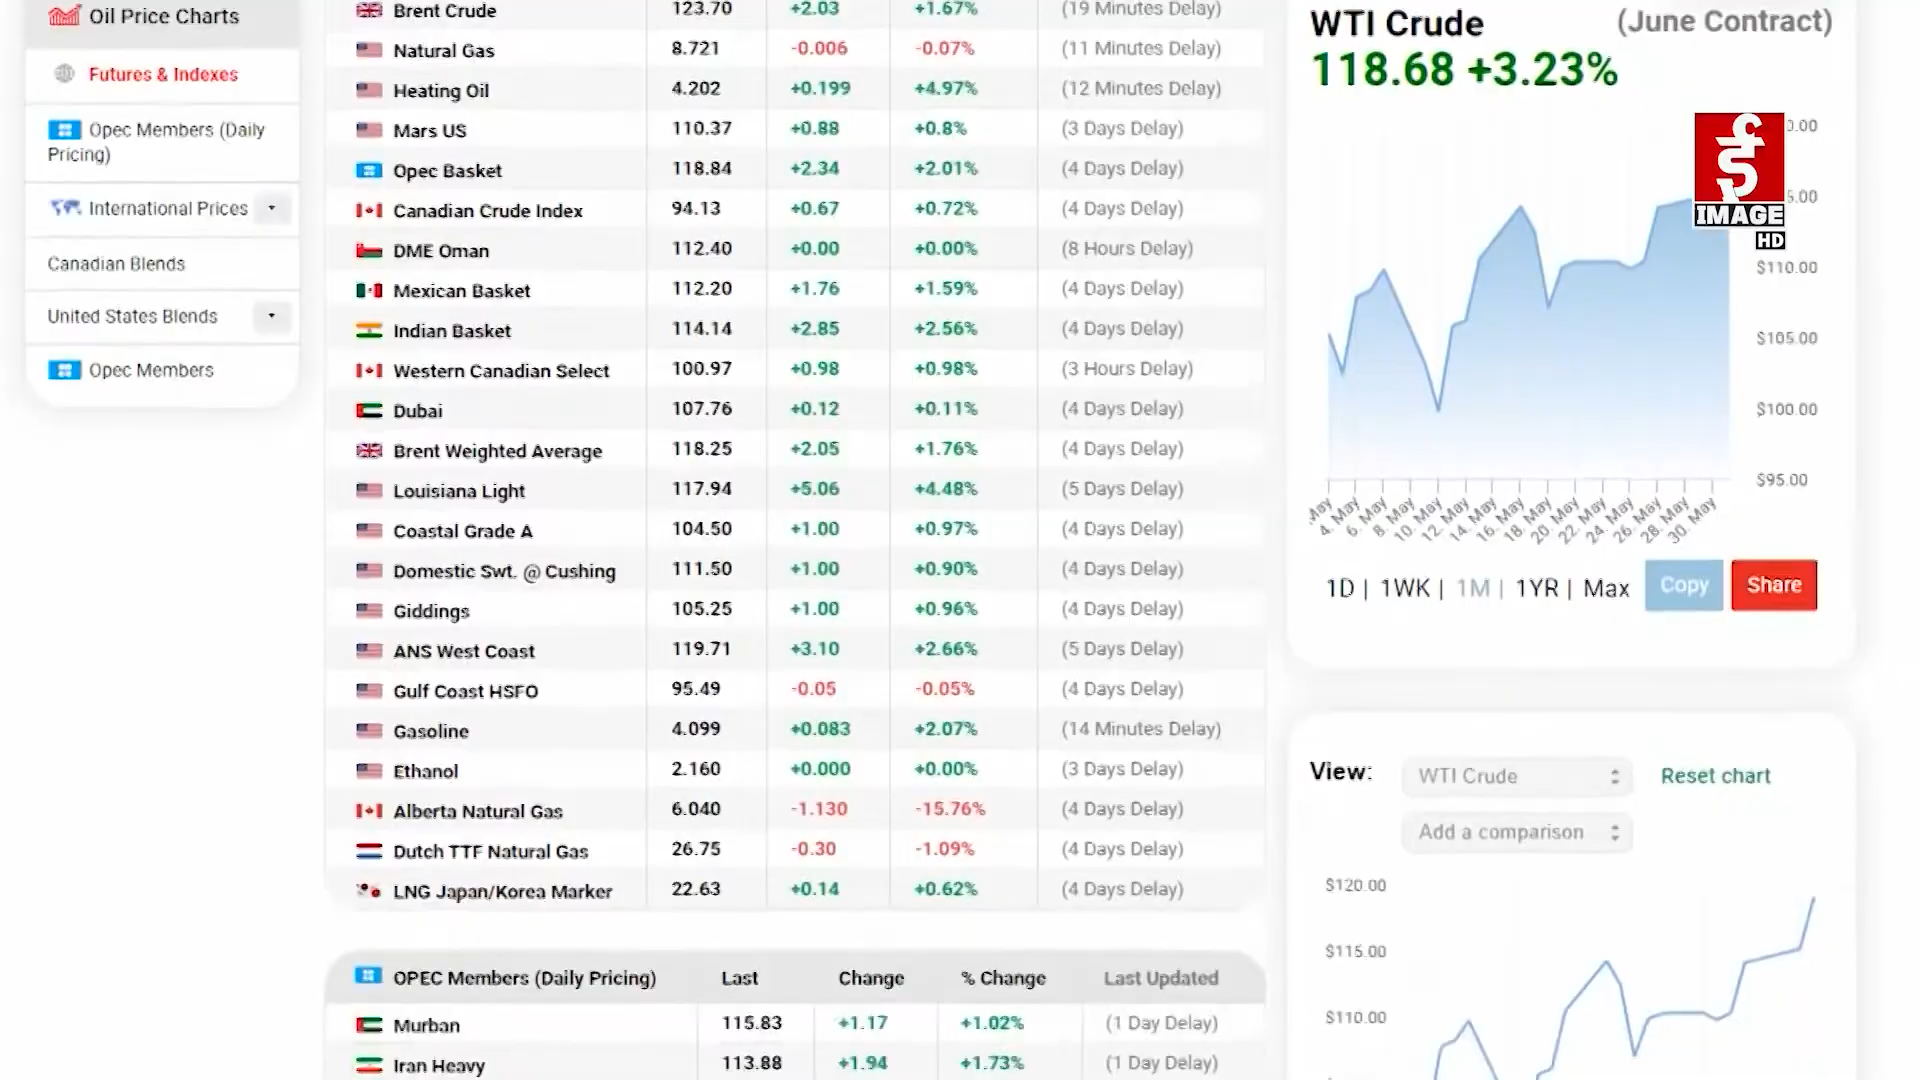 Oil Price Charts
Futures & Indexes
Opec Members (Daily
Pricing)
International Prices
Canadian Blends
United States Blends
Opec Members
Brent Crude 123.70 +2.03 +1.67% (19 Minutes Delay)
Natural Gas 8.721 -0.006 -0.07% (11 Minutes Delay)
Heating Oil 4.202 +0.199 +4.97% (12 Minutes Delay)
Mars US 110.37 +0.88 +0.8% (3 Days Delay)
Opec Basket 118.84 +2.34 +2.01% (4 Days Delay)
Canadian Crude Index 94.13 +0.67 +0.72% (4 Days Delay)
DME Oman 112.40 +0.00 +0.00% (8 Hours Delay)
Mexican Basket 112.20 +1.76 +1.59% (4 Days Delay)
Indian Basket 114.14 +2.85 +2.56% (4 Days Delay)
Western Canadian Select 100.97 +0.98 +0.98% (3 Hours Delay)
Dubai 107.76 +0.12 +0.11% (4 Days Delay)
Brent Weighted Average 118.25 +2.05 +1.76% (4 Days Delay)
Louisiana Light 117.94 +5.06 +4.48% (5 Days Delay)
Coastal Grade A 104.50 +1.00 +0.97% (4 Days Delay)
Domestic Swt. @ Cushing 111.50 +1.00 +0.90% (4 Days Delay)
Giddings 105.25 +1.00 +0.96% (4 Days Delay)
ANS West Coast 119.71 +3.10 +2.66% (5 Days Delay)
Gulf Coast HSFO 95.49 -0.05 -0.05% (4 Days Delay)
Gasoline 4.099 +0.083 +2.07% (14 Minutes Delay)
Ethanol 2.160 +0.000 +0.00% (3 Days Delay)
Alberta Natural Gas 6.040 -1.130 -15.76% (4 Days Delay)
Dutch TTF Natural Gas 26.75 -0.30 -1.09% (4 Days Delay)
LNG Japan/Korea Marker 22.63 +0.14 +0.62% (4 Days Delay)
OPEC Members (Daily Pricing) Last Change % Change Last Updated
Murban 115.83 +1.17 +1.02% (1 Day Delay)
Iran Heavy 113.88 +1.94 +1.73% (1 Day Delay)
WTI Crude (June Contract)
118.68 +3.23%
IMAGE
HD
$110.00
$105.00
$100.00
$95.00
May 4. May 6. May 8. May 10. May 12. May 14. May 16. May 18. May 20. May 22. May 24. May 26. May 28. May 30. May
1D | 1WK | 1M | 1YR | Max Copy Share
View: WTI Crude Reset chart
Add a comparison
$120.00
$115.00
$110.00